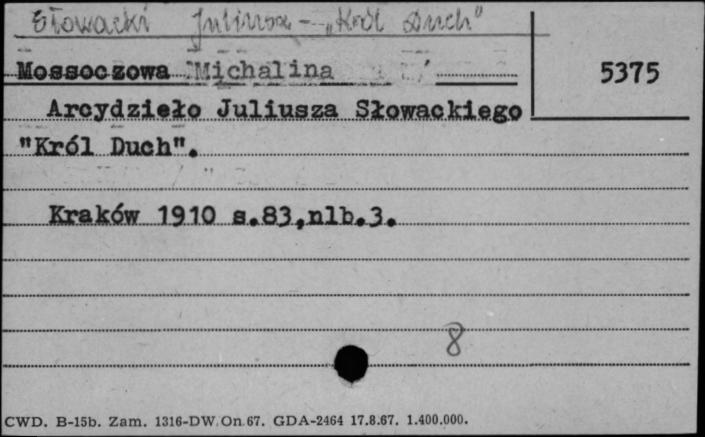 Słowacki Juliusz – „Król Duch"
Mossoczowa Michalina
5375
Arcydzieło Juliusza Słowackiego
"Król Duch".
Kraków 1910 s.83,nlb.3.
8
CWD. B-15b. Zam. 1316-DW.On.67. GDA-2464 17.8.67. 1.400.000.